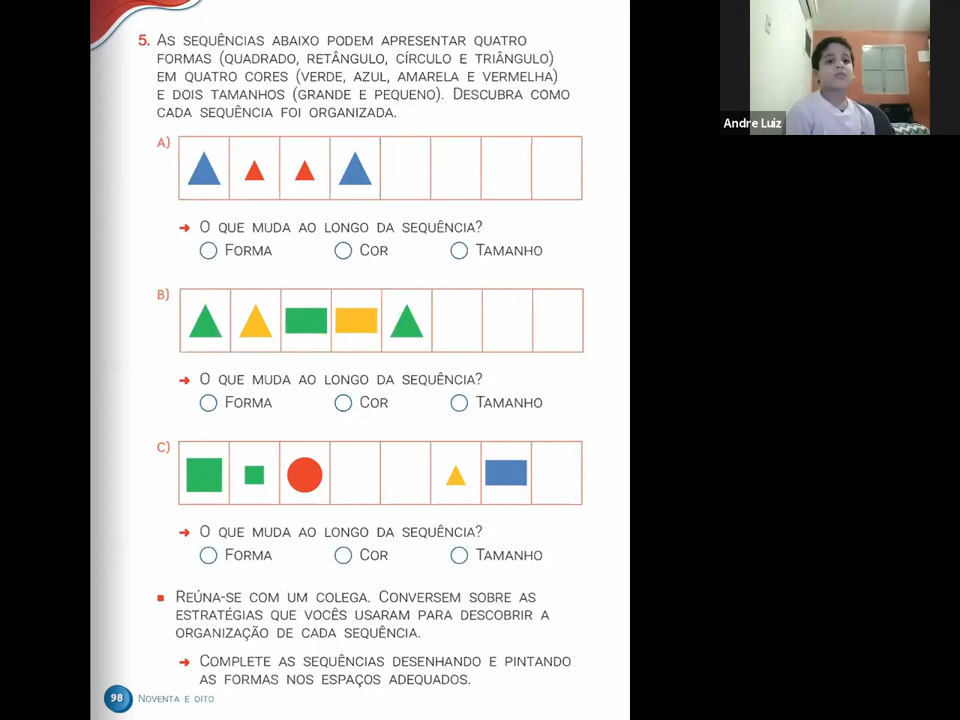 5. AS SEQUÊNCIAS ABAIXO PODEM APRESENTAR QUATRO
FORMAS (QUADRADO, RETÂNGULO, CÍRCULO E TRIÂNGULO)
EM QUATRO CORES (VERDE, AZUL, AMARELA E VERMELHA)
E DOIS TAMANHOS (GRANDE E PEQUENO). DESCUBRA COMO
CADA SEQUÊNCIA FOI ORGANIZADA.
A)
→ O QUE MUDA AO LONGO DA SEQUÊNCIA?
FORMA COR TAMANHO
B)
→ O QUE MUDA AO LONGO DA SEQUÊNCIA?
FORMA COR TAMANHO
C)
→ O QUE MUDA AO LONGO DA SEQUÊNCIA?
FORMA COR TAMANHO
REÚNA-SE COM UM COLEGA. CONVERSEM SOBRE AS
ESTRATÉGIAS QUE VOCÊS USARAM PARA DESCOBRIR A
ORGANIZAÇÃO DE CADA SEQUÊNCIA.
→ COMPLETE AS SEQUÊNCIAS DESENHANDO E PINTANDO
AS FORMAS NOS ESPAÇOS ADEQUADOS.
98 NOVENTA E OITO
Andre Luiz